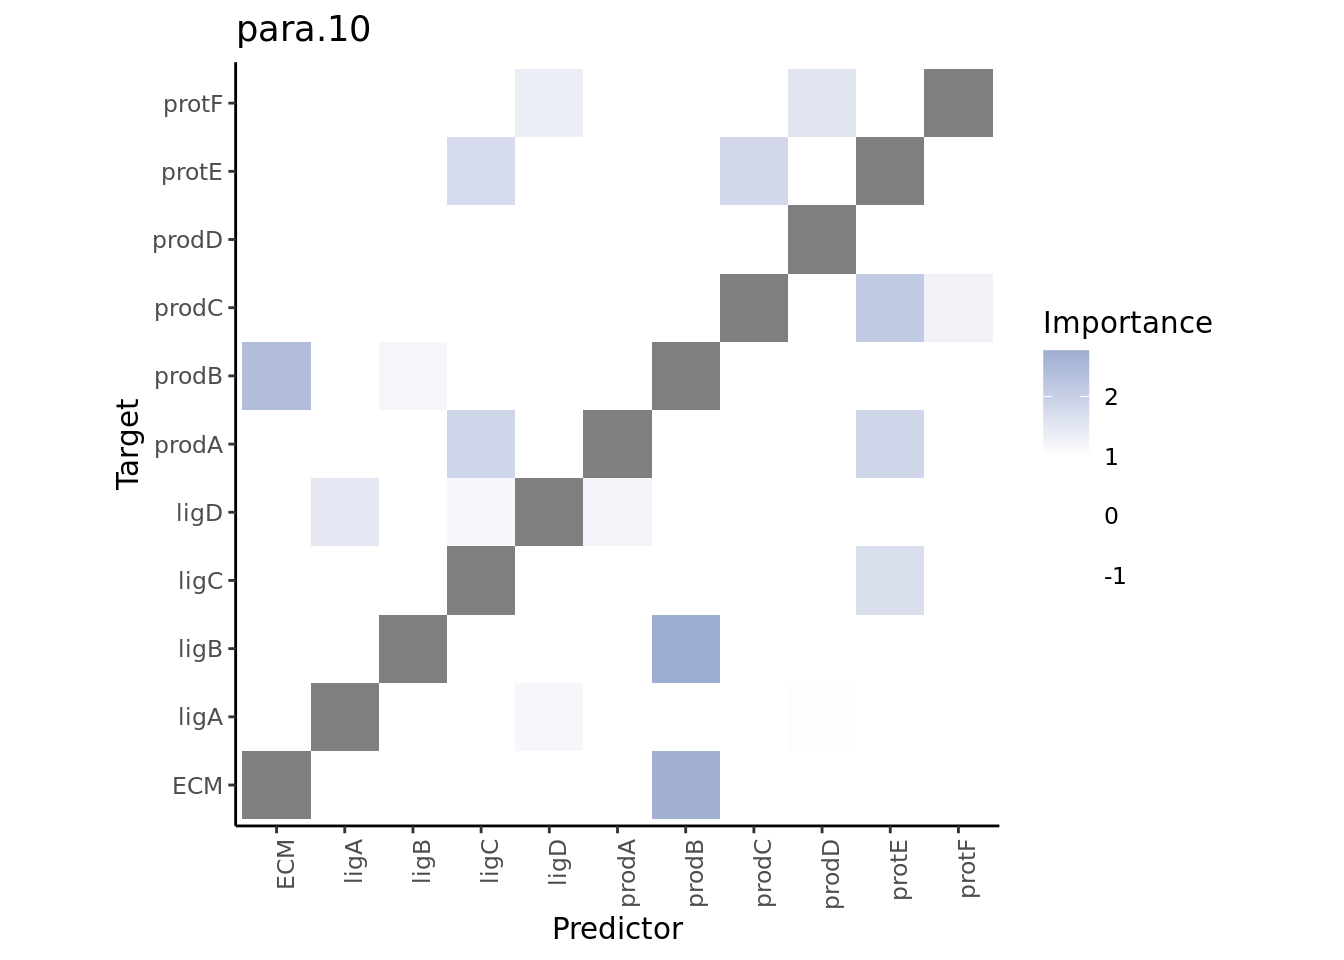 para.10
protF
protE
prodD
prodC
prodB
prodA
ligD
ligC
ligB
ligA
ECM
Target
ECM
ligA
ligB
ligC
ligD
prodA
prodB
prodC
prodD
protE
protF
Predictor
Importance
2
1
0
-1